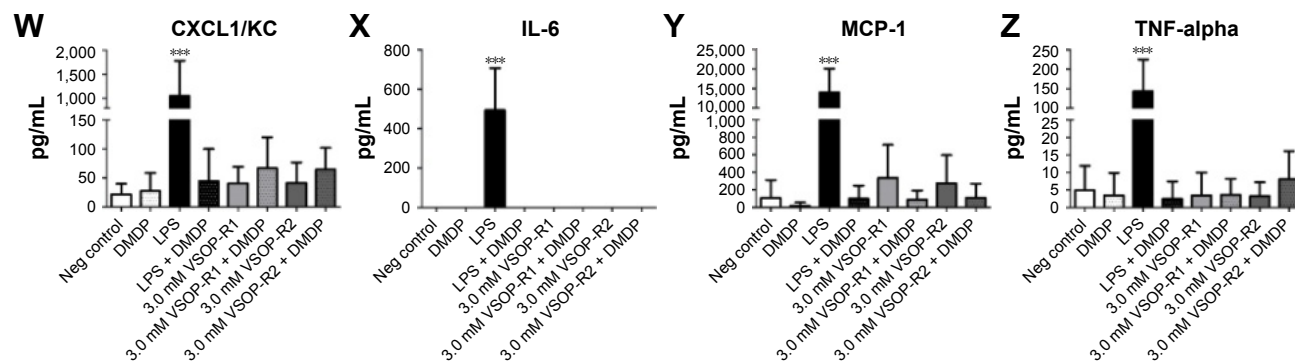 W CXCL1/KC
pg/mL
2,000
1,500
1,000
150
100
50
0
***
Neg control
DMDP
LPS
LPS + DMDP
3.0 mM VSOP-R1
3.0 mM VSOP-R1 + DMDP
3.0 mM VSOP-R2
3.0 mM VSOP-R2 + DMDP
X IL-6
pg/mL
800
600
400
200
0
***
Neg control
DMDP
LPS
LPS + DMDP
3.0 mM VSOP-R1
3.0 mM VSOP-R1 + DMDP
3.0 mM VSOP-R2
3.0 mM VSOP-R2 + DMDP
Y MCP-1
pg/mL
25,000
20,000
15,000
10,000
1,000
800
600
400
200
0
***
Neg control
DMDP
LPS
LPS + DMDP
3.0 mM VSOP-R1
3.0 mM VSOP-R1 + DMDP
3.0 mM VSOP-R2
3.0 mM VSOP-R2 + DMDP
Z TNF-alpha
pg/mL
250
200
150
100
25
20
15
10
5
0
***
Neg control
DMDP
LPS
LPS + DMDP
3.0 mM VSOP-R1
3.0 mM VSOP-R1 + DMDP
3.0 mM VSOP-R2
3.0 mM VSOP-R2 + DMDP